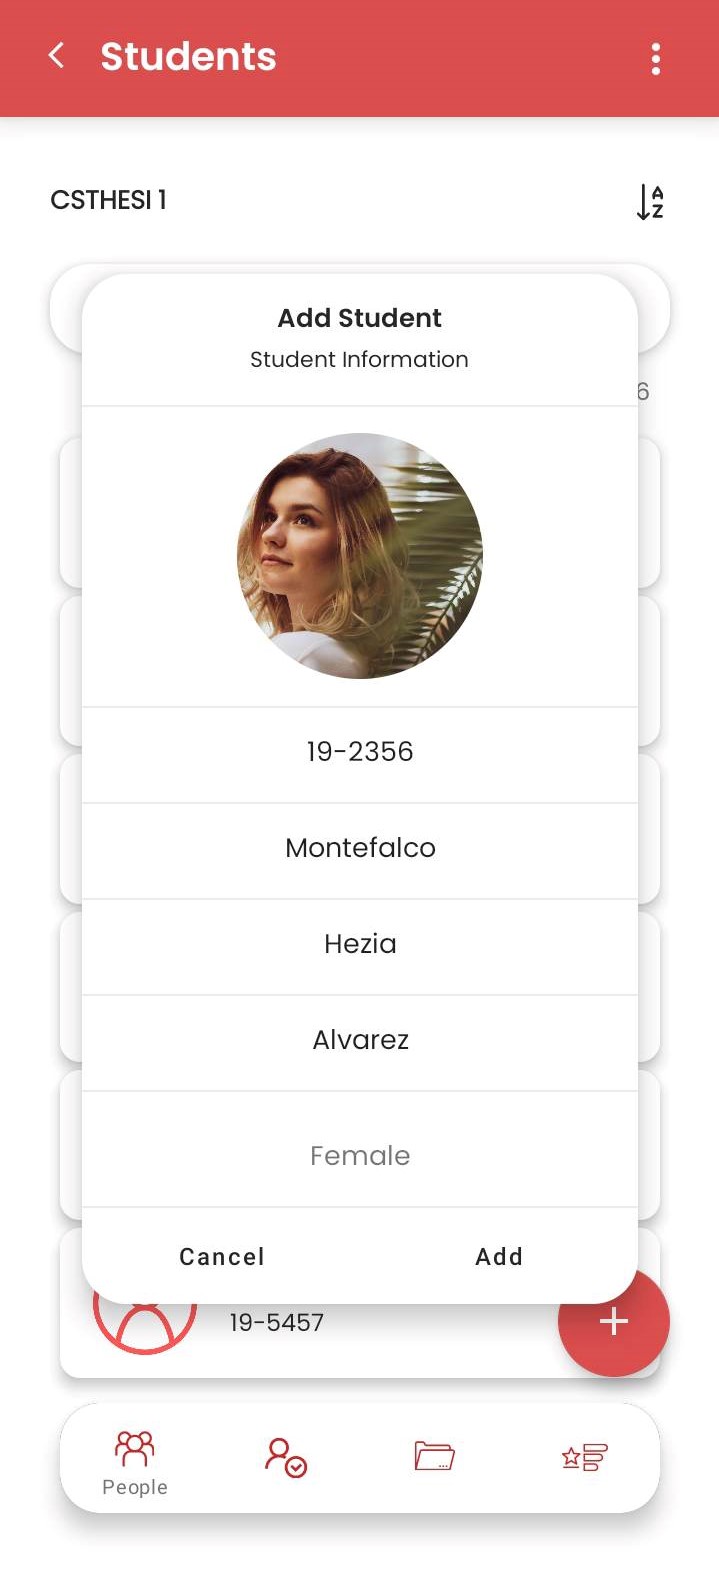 Students
CSTHESI 1
A
Z
Add Student
Student Information
6
19-2356
Montefalco
Hezia
Alvarez
Female
Cancel
Add
19-5457
People